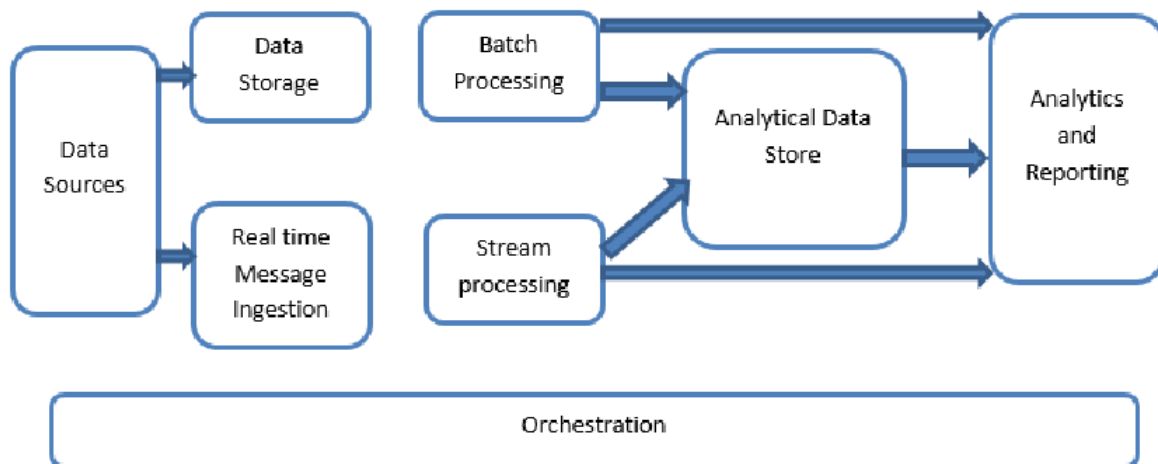 Data
Sources
Data
Storage
Real time
Message
Ingestion
Batch
Processing
Stream
processing
Analytical Data
Store
Analytics
and
Reporting
Orchestration